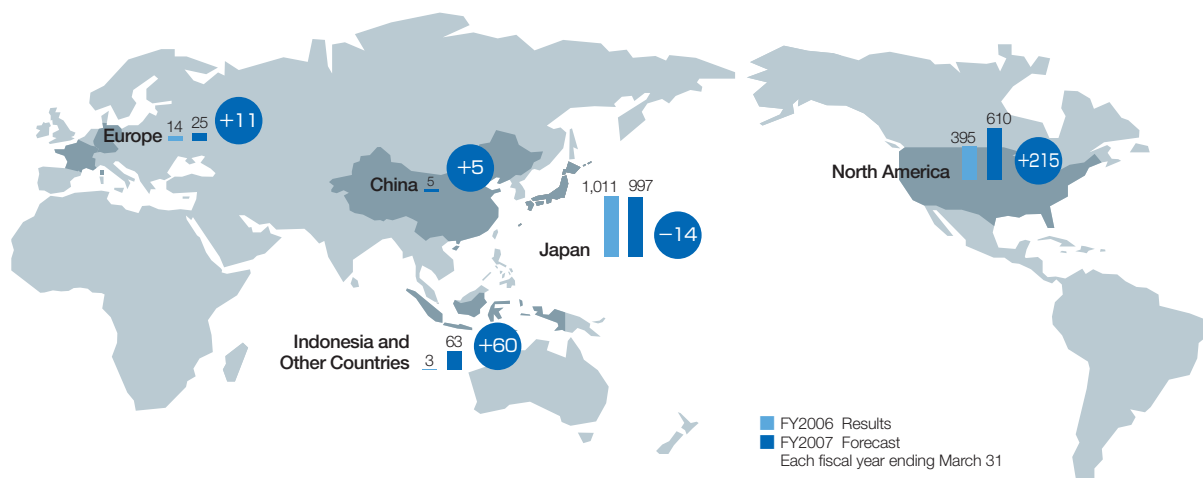 14
25
+11
Europe
China
5
+5
1,011
997
−14
Japan
395
610
+215
North America
Indonesia and
Other Countries
3
63
+60
FY2006 Results
FY2007 Forecast
Each fiscal year ending March 31